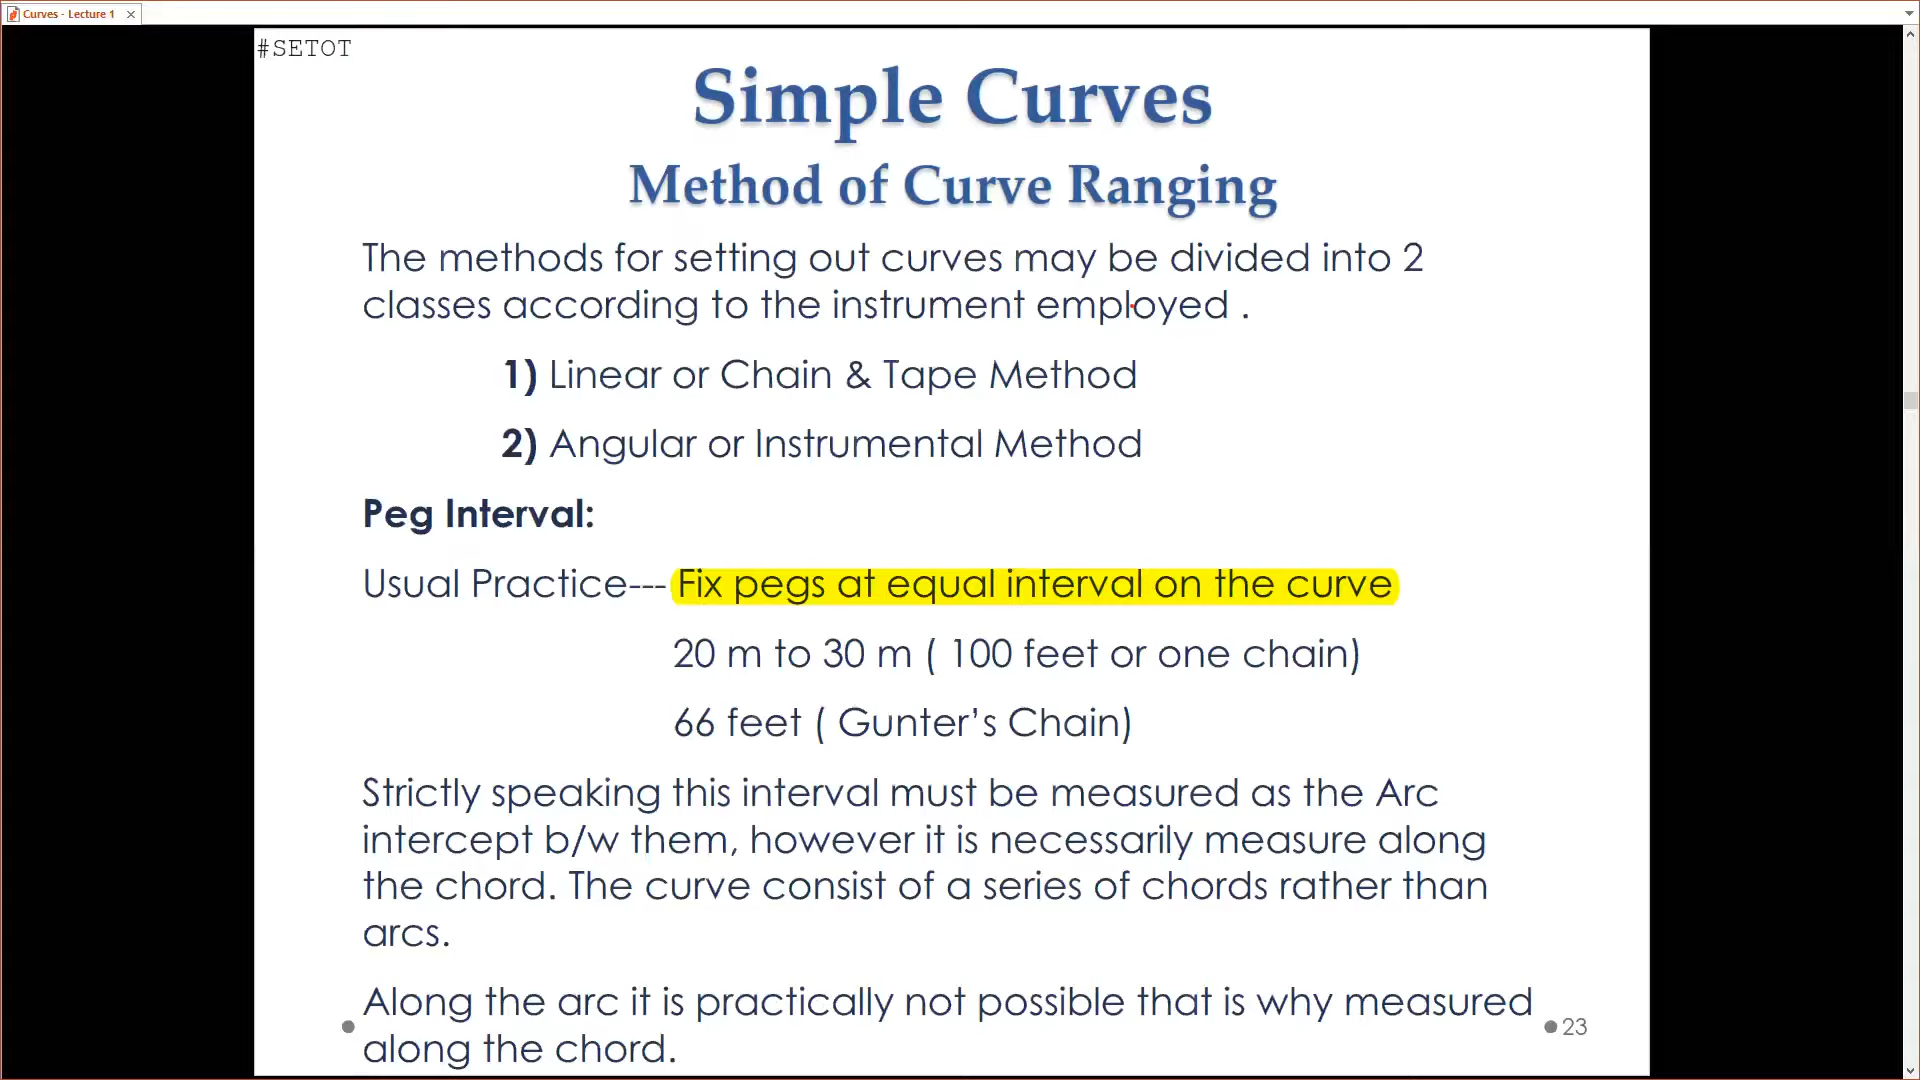 Curves - Lecture 1
#SETOT
Simple Curves
Method of Curve Ranging
The methods for setting out curves may be divided into 2
classes according to the instrument employed .
1) Linear or Chain & Tape Method
2) Angular or Instrumental Method
Peg Interval:
Usual Practice--- Fix pegs at equal interval on the curve
20 m to 30 m ( 100 feet or one chain)
66 feet ( Gunter’s Chain)
Strictly speaking this interval must be measured as the Arc
intercept b/w them, however it is necessarily measure along
the chord. The curve consist of a series of chords rather than
arcs.
Along the arc it is practically not possible that is why measured
along the chord.
23